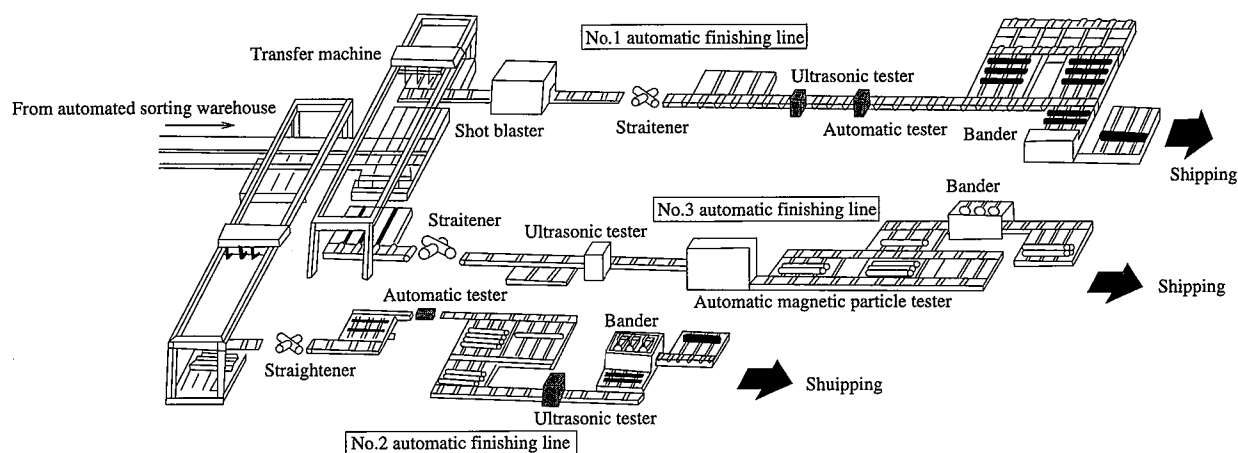 No.1 automatic finishing line
Transfer machine
Ultrasonic tester
From automated sorting warehouse
Shot blaster
Straitener
Automatic tester
Bander
Shipping
Bander
Straitener
No.3 automatic finishing line
Ultrasonic tester
Automatic magnetic particle tester
Shipping
Automatic tester
Bander
Straightener
Shuipping
Ultrasonic tester
No.2 automatic finishing line